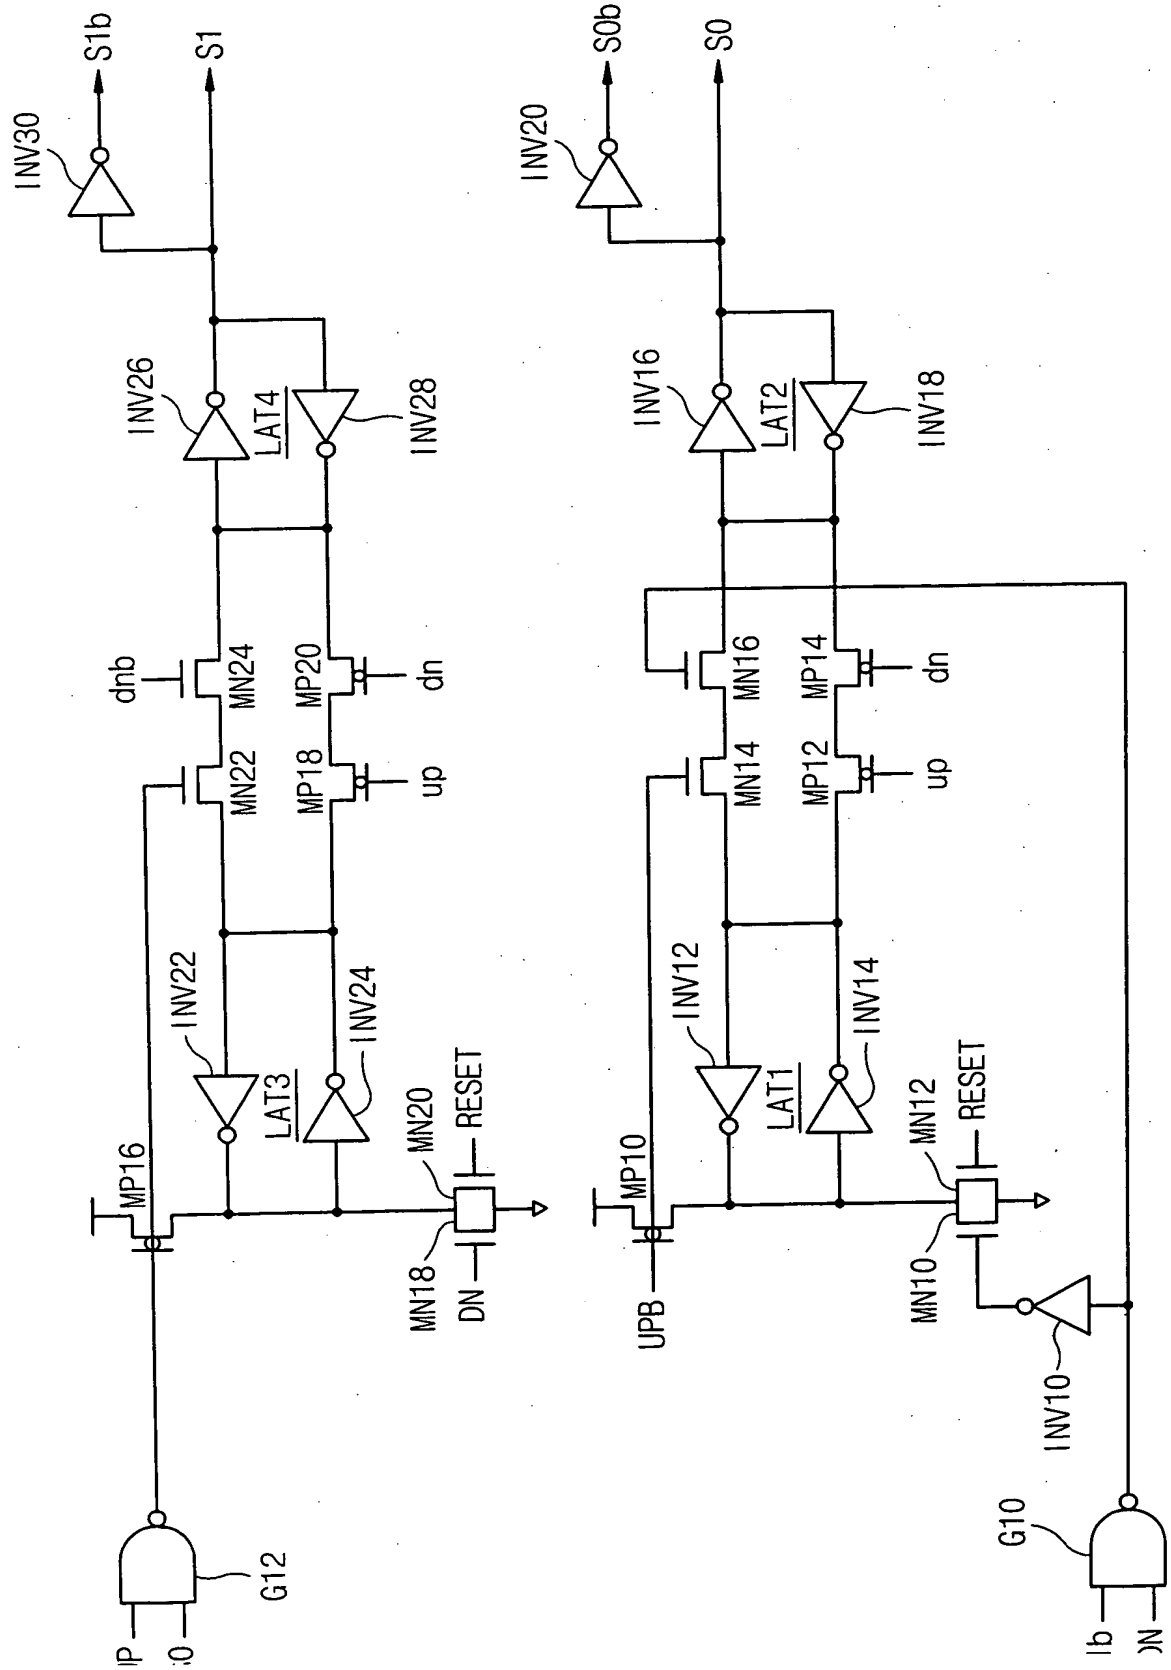 INV30
S1b
S1
INV26
LAT4
INV28
dnb
MN24
MP20
dn
MN22
MP18
up
INV22
LAT3
INV24
MP16
MN20
RESET
MN18
DN
G12
INV20
S0b
S0
INV16
LAT2
INV18
MN16
MP14
dn
MN14
MP12
up
INV12
LAT1
INV14
MP10
UPB
MN12
RESET
MN10
INV10
G10